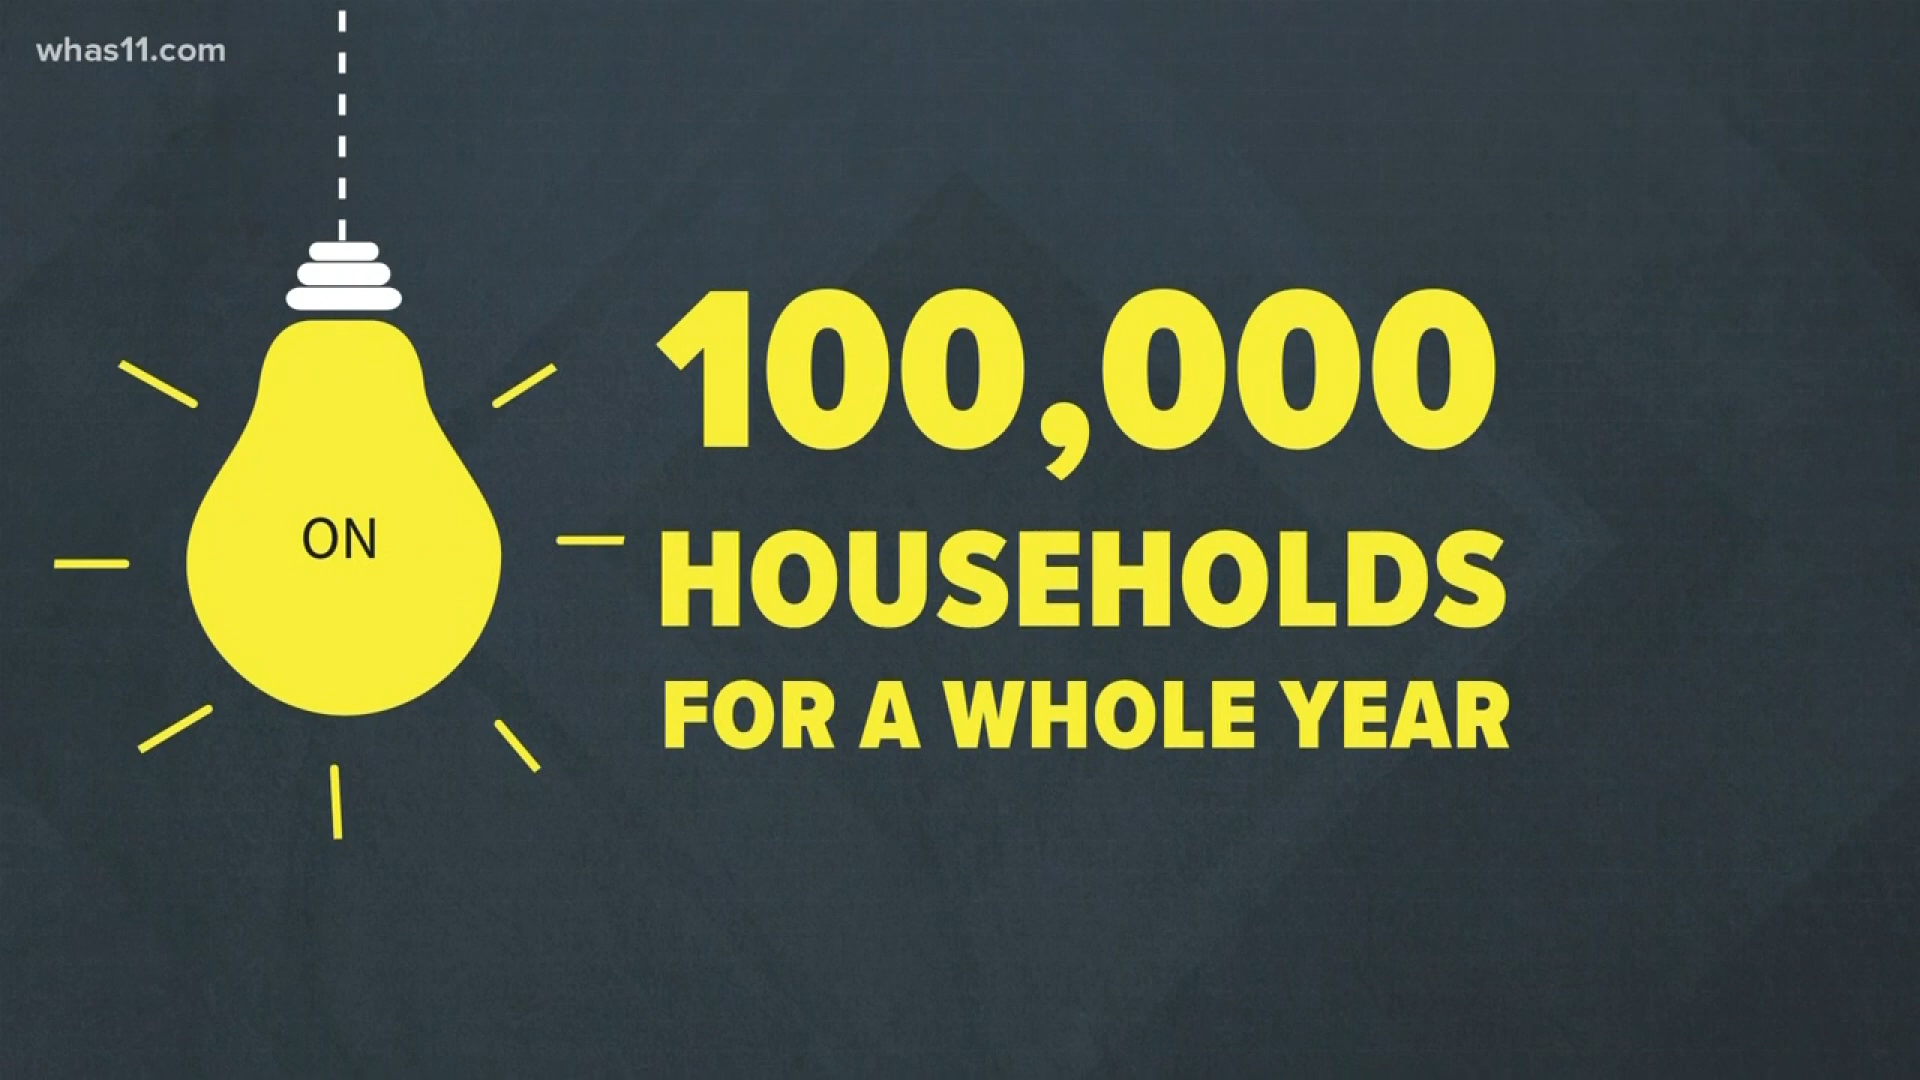 whas11.com
ON
100,000
HOUSEHOLDS
FOR A WHOLE YEAR